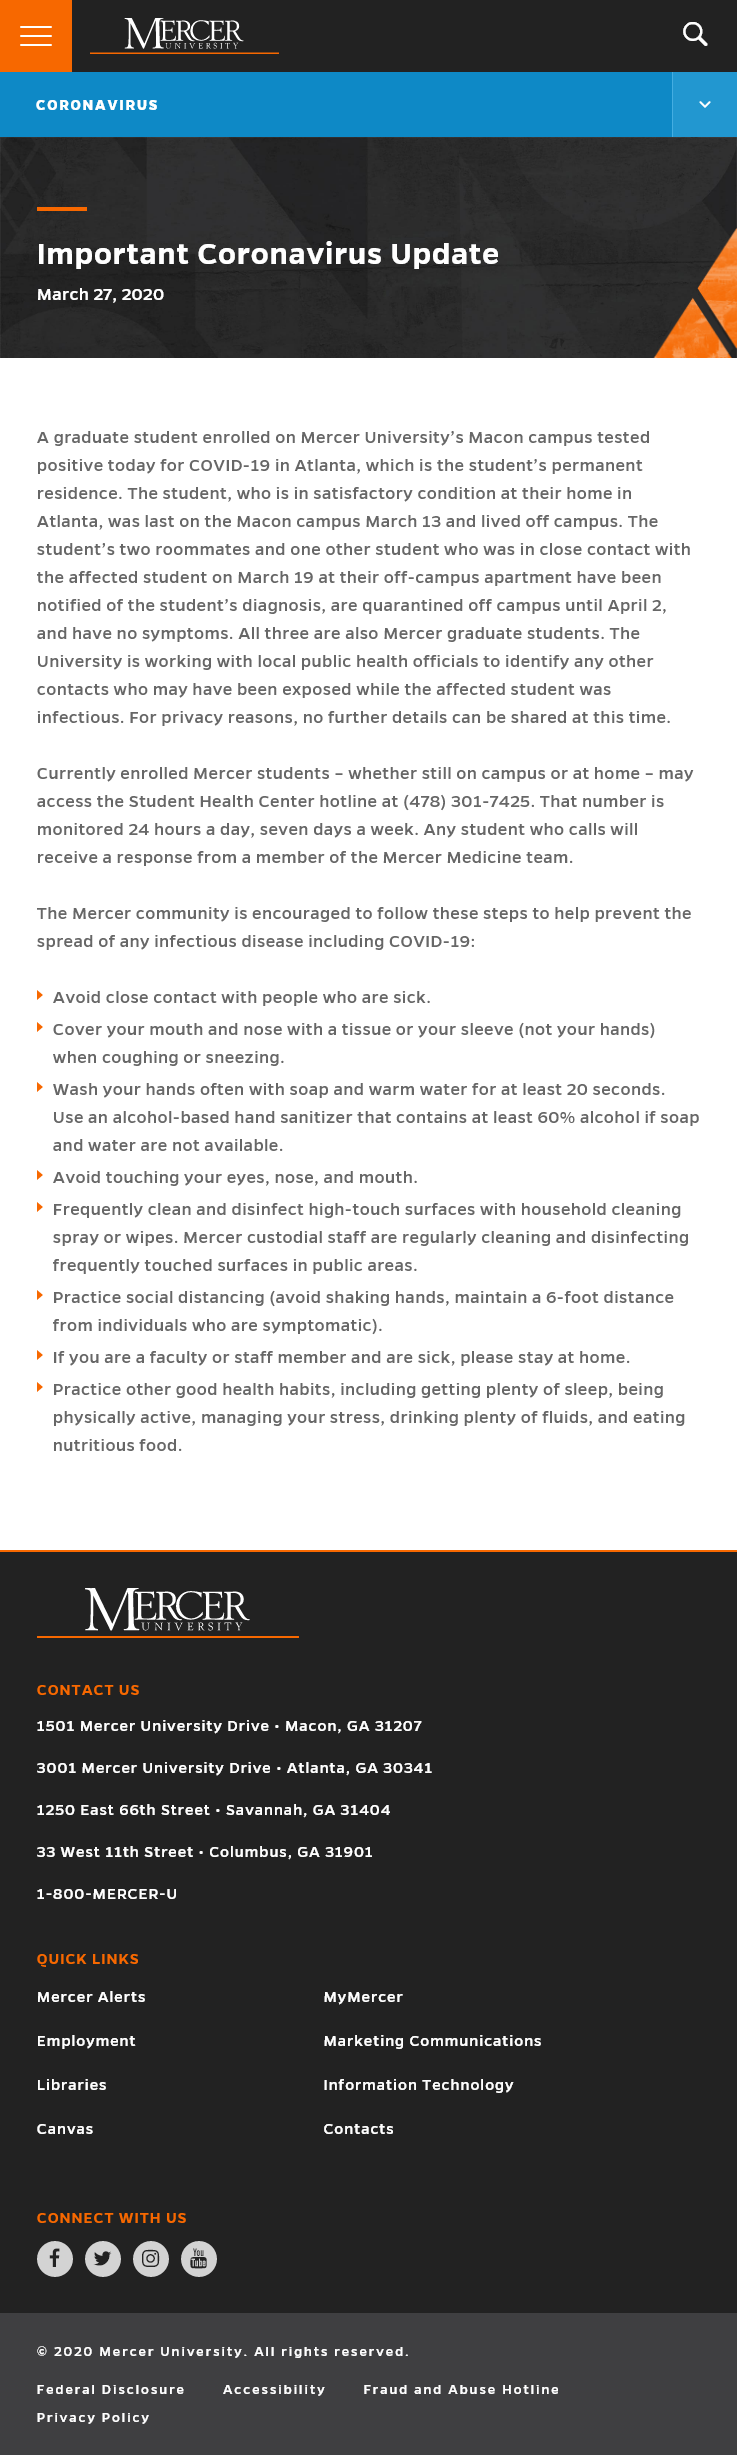 MERCER
UNIVERSITY
CORONAVIRUS
Important Coronavirus Update
March 27, 2020
A graduate student enrolled on Mercer University’s Macon campus tested
positive today for COVID-19 in Atlanta, which is the student’s permanent
residence. The student, who is in satisfactory condition at their home in
Atlanta, was last on the Macon campus March 13 and lived off campus. The
student’s two roommates and one other student who was in close contact with
the affected student on March 19 at their off-campus apartment have been
notified of the student’s diagnosis, are quarantined off campus until April 2,
and have no symptoms. All three are also Mercer graduate students. The
University is working with local public health officials to identify any other
contacts who may have been exposed while the affected student was
infectious. For privacy reasons, no further details can be shared at this time.
Currently enrolled Mercer students – whether still on campus or at home – may
access the Student Health Center hotline at (478) 301-7425. That number is
monitored 24 hours a day, seven days a week. Any student who calls will
receive a response from a member of the Mercer Medicine team.
The Mercer community is encouraged to follow these steps to help prevent the
spread of any infectious disease including COVID-19:
Avoid close contact with people who are sick.
Cover your mouth and nose with a tissue or your sleeve (not your hands)
when coughing or sneezing.
Wash your hands often with soap and warm water for at least 20 seconds.
Use an alcohol-based hand sanitizer that contains at least 60% alcohol if soap
and water are not available.
Avoid touching your eyes, nose, and mouth.
Frequently clean and disinfect high-touch surfaces with household cleaning
spray or wipes. Mercer custodial staff are regularly cleaning and disinfecting
frequently touched surfaces in public areas.
Practice social distancing (avoid shaking hands, maintain a 6-foot distance
from individuals who are symptomatic).
If you are a faculty or staff member and are sick, please stay at home.
Practice other good health habits, including getting plenty of sleep, being
physically active, managing your stress, drinking plenty of fluids, and eating
nutritious food.
MERCER
UNIVERSITY
CONTACT US
1501 Mercer University Drive • Macon, GA 31207
3001 Mercer University Drive • Atlanta, GA 30341
1250 East 66th Street • Savannah, GA 31404
33 West 11th Street • Columbus, GA 31901
1-800-MERCER-U
QUICK LINKS
Mercer Alerts MyMercer
Employment Marketing Communications
Libraries Information Technology
Canvas Contacts
CONNECT WITH US
You
Tube
© 2020 Mercer University. All rights reserved.
Federal Disclosure Accessibility Fraud and Abuse Hotline
Privacy Policy